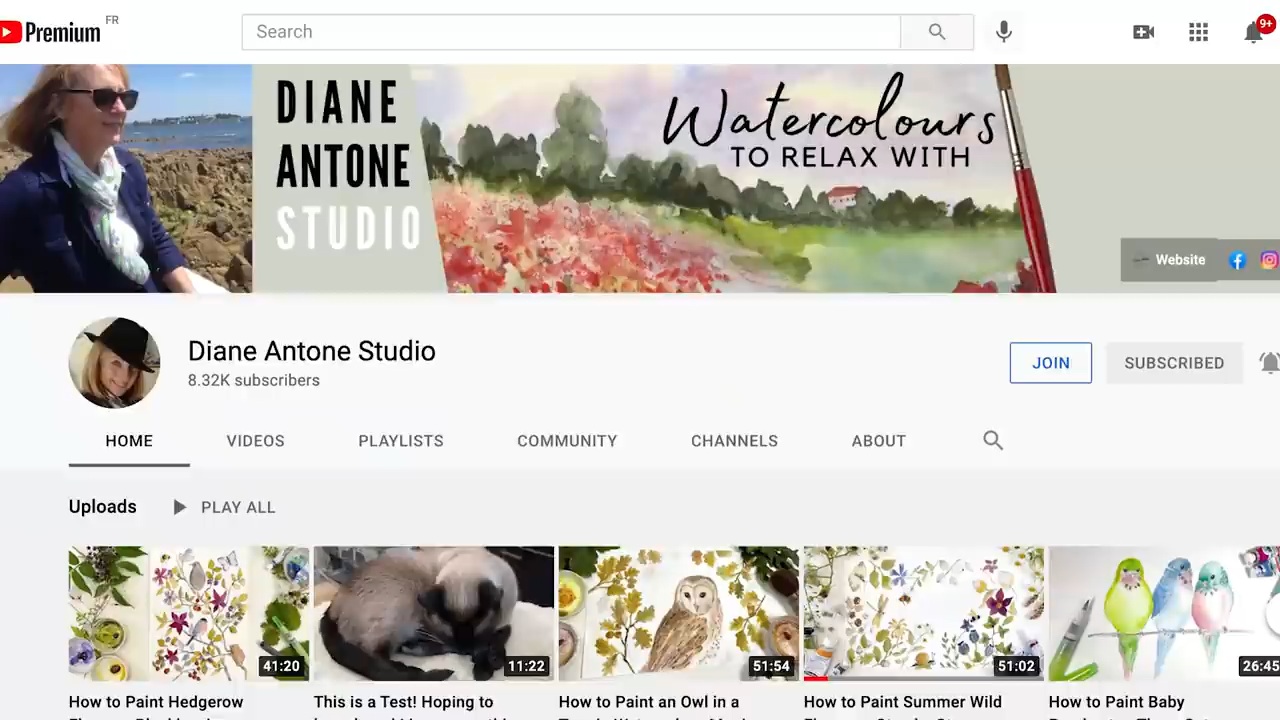 Premium FR
Search
9+
DIANE
ANTONE
STUDIO
Watercolours
TO RELAX WITH
Website
Diane Antone Studio
8.32K subscribers
JOIN
SUBSCRIBED
HOME VIDEOS PLAYLISTS COMMUNITY CHANNELS ABOUT
Uploads PLAY ALL
41:20 11:22 51:54 51:02 26:45
How to Paint Hedgerow
This is a Test! Hoping to
How to Paint an Owl in a
How to Paint Summer Wild
How to Paint Baby